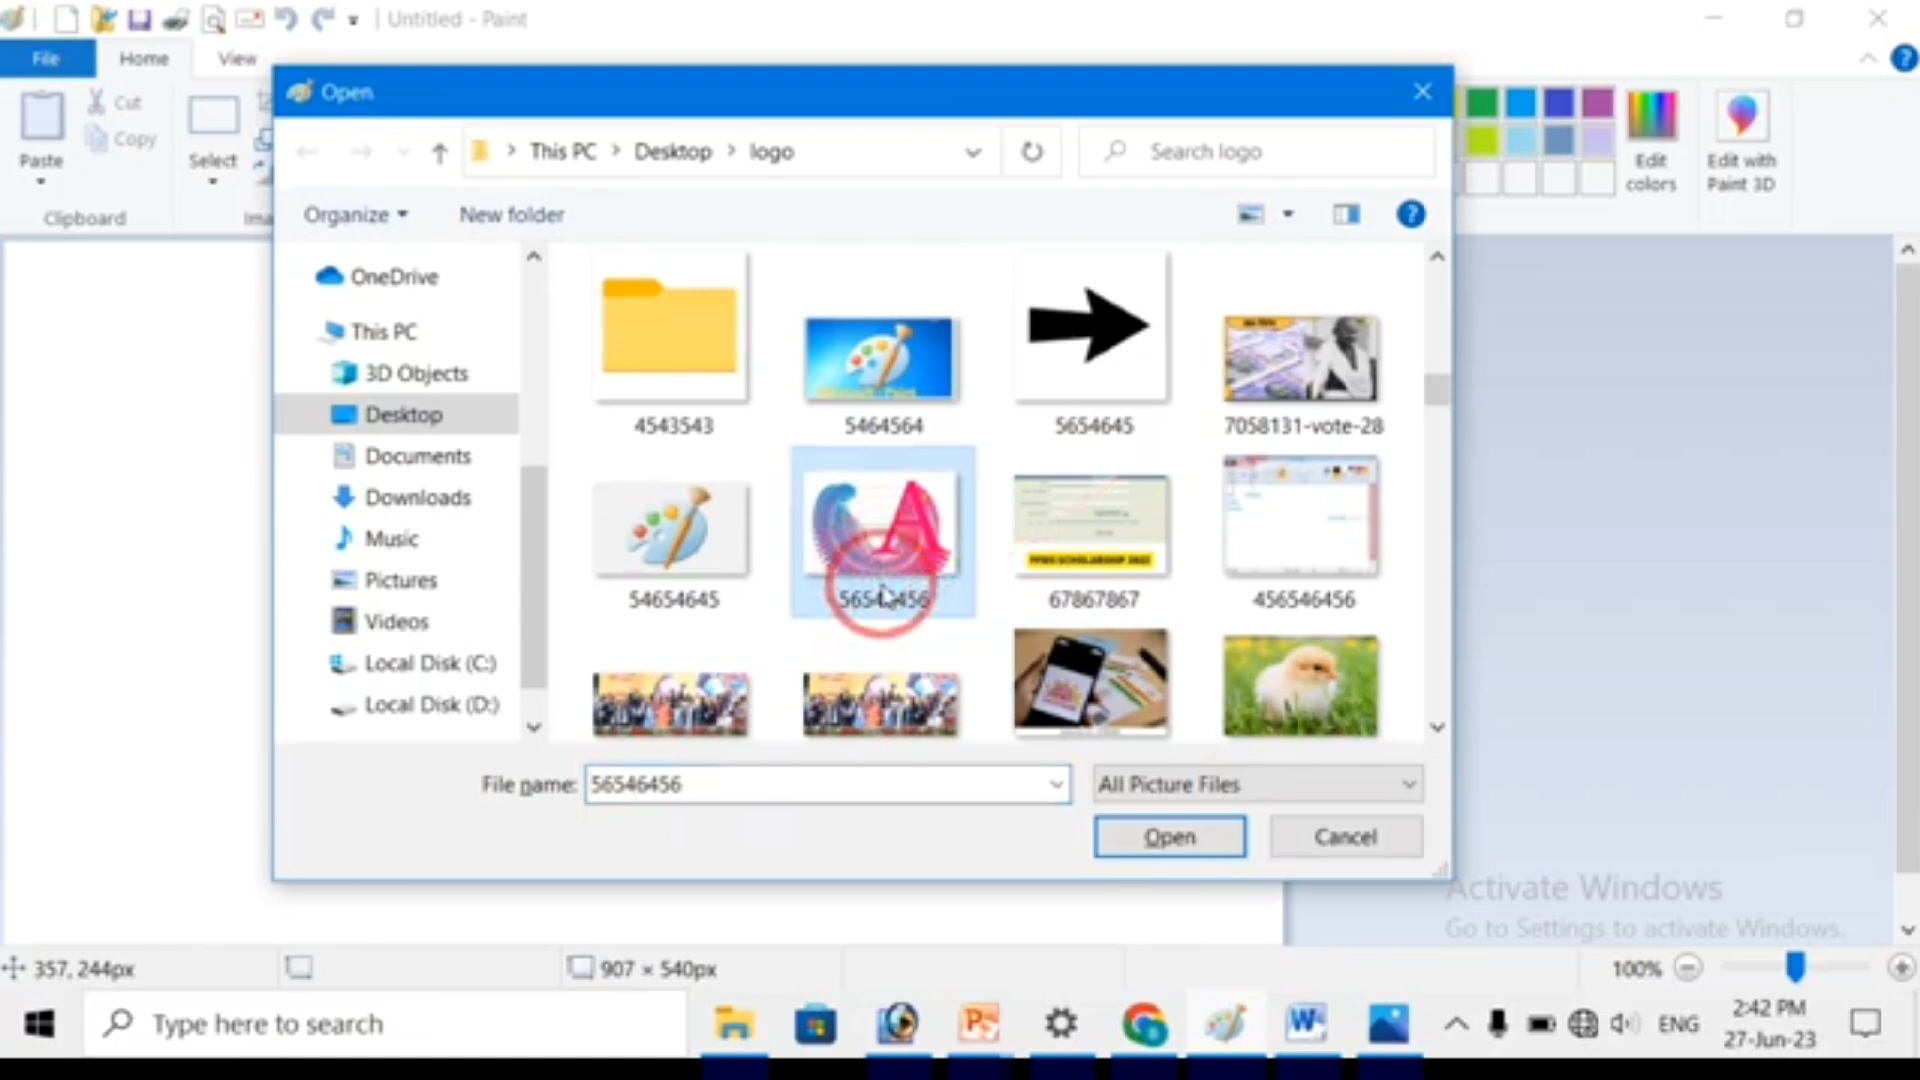 Untitled - Paint
File
Home
View
Paste
Cut
Copy
Select
Clipboard
Edit colors
Edit with Paint 3D
Open
This PC > Desktop > logo
Search logo
Organize
New folder
OneDrive
This PC
3D Objects
Desktop
Documents
Downloads
Music
Pictures
Videos
Local Disk (C:)
Local Disk (D:)
4543543
5464564
5654645
7058131-vote-28
54654645
56546456
67867867
456546456
File name: 56546456
All Picture Files
Open
Cancel
Activate Windows
Go to Settings to activate Windows.
357, 244px
907 × 540px
100%
Type here to search
ENG
2:42 PM
27-Jun-23